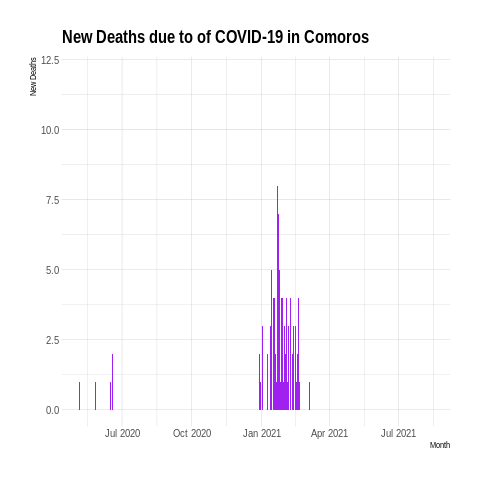 New Deaths due to of COVID-19 in Comoros
New Deaths
12.5
10.0
7.5
5.0
2.5
0.0
Jul 2020 Oct 2020 Jan 2021 Apr 2021 Jul 2021
Month